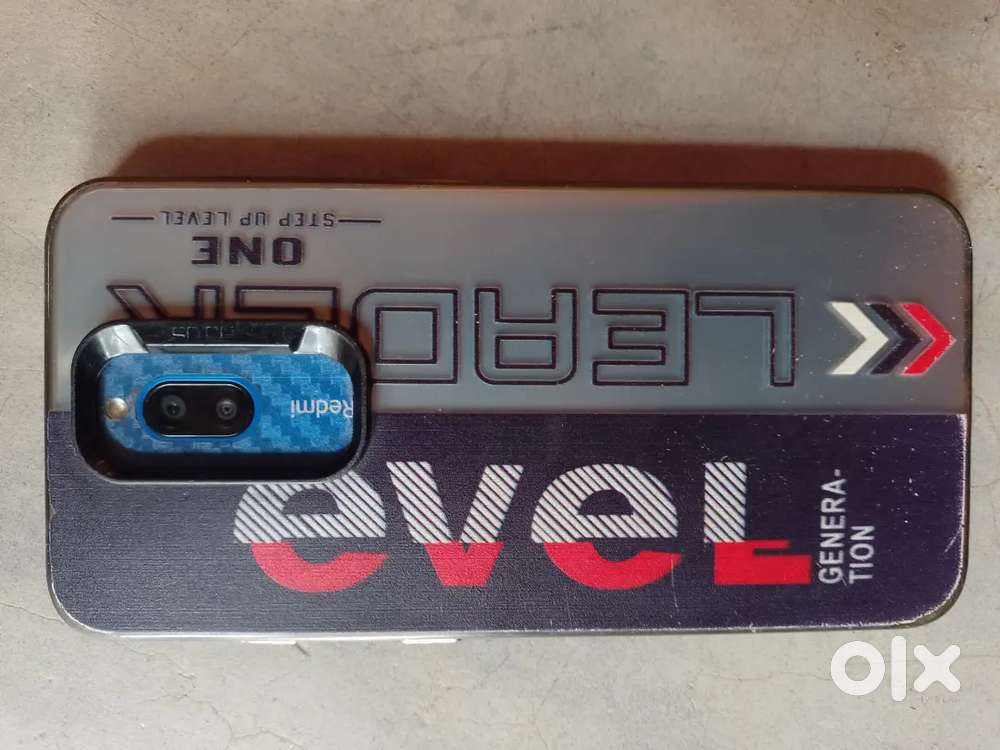 STEP UP LEVEL
ONE
LEADER
Redmi
eveL
GENERA-
TION
olx